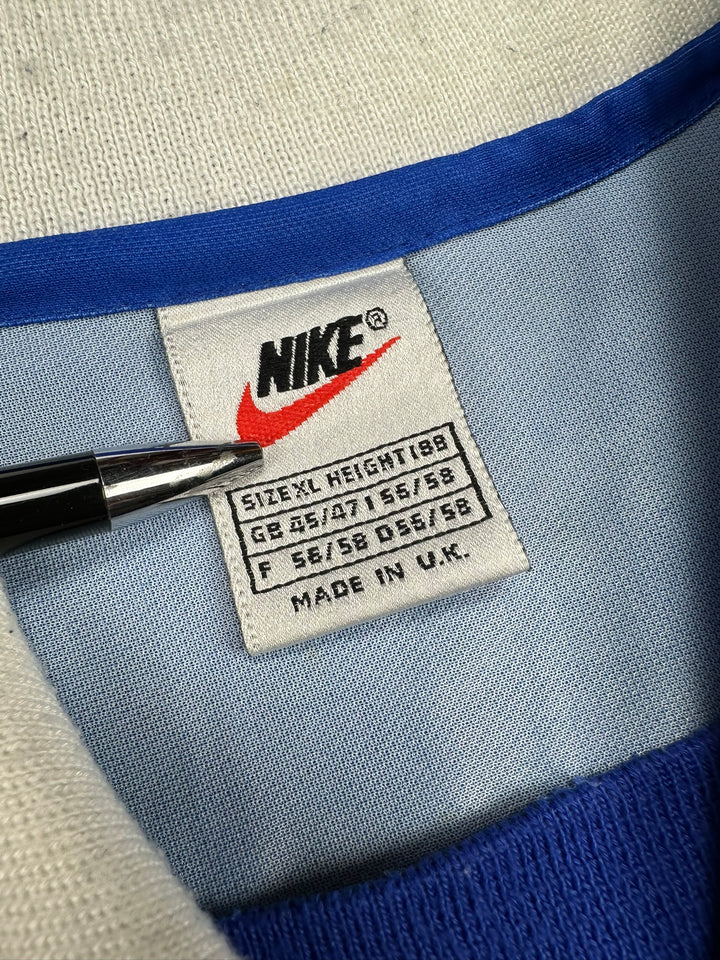 NIKE®
SIZE XL HEIGHT 188
GB 45/47 I 56/58
F 56/58 D 56/58
MADE IN U.K.